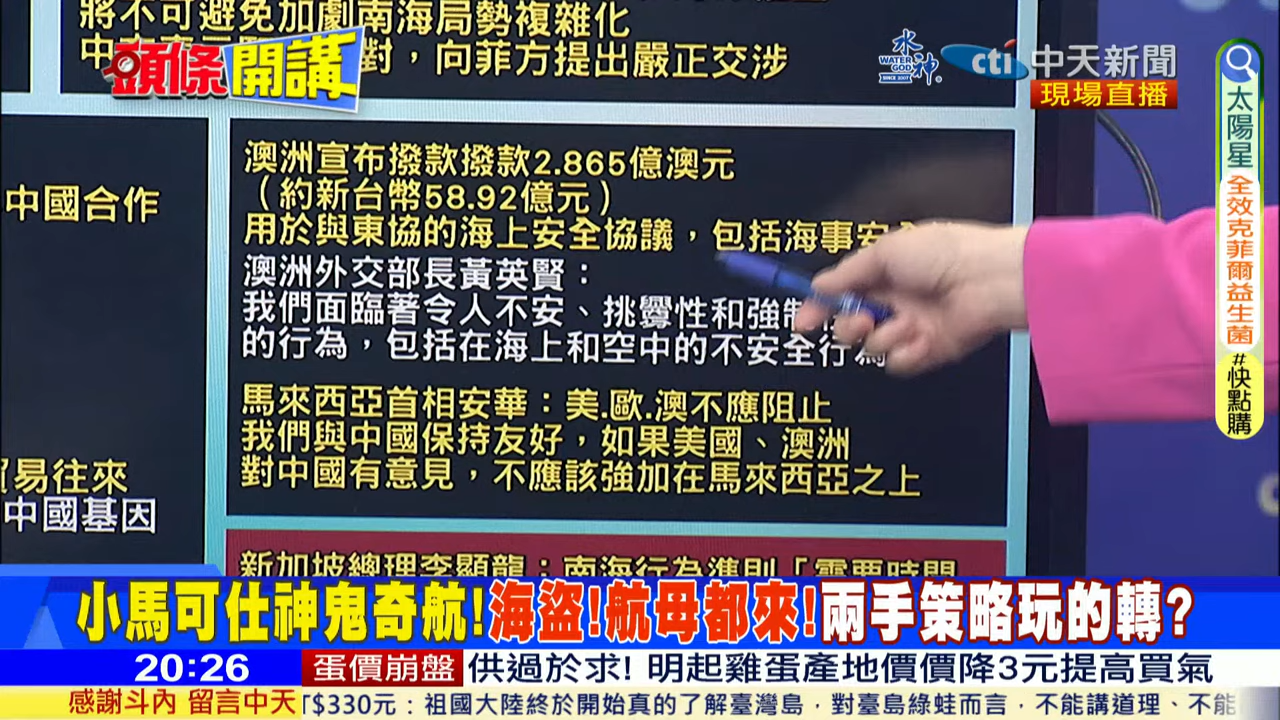 將不可避免加劇南海局勢複雜化
對，向菲方提出嚴正交涉
頭條開講
水神
WATER GOD
SINCE 2007
cti 中天新聞
現場直播
太陽星 全效克菲爾益生菌 #快點購
中國合作
澳洲宣布撥款撥款2.865億澳元
（約新台幣58.92億元）
用於與東協的海上安全協議，包括海事安
澳洲外交部長黃英賢：
我們面臨著令人不安、挑釁性和強制
的行為，包括在海上和空中的不安全行為
馬來西亞首相安華：美.歐.澳不應阻止
我們與中國保持友好，如果美國、澳洲
對中國有意見，不應該強加在馬來西亞之上
易往來
中國基因
新加坡總理李顯龍：南海行為準則「需要時間
小馬可仕神鬼奇航!海盜!航母都來!兩手策略玩的轉?
20:26 蛋價崩盤 供過於求! 明起雞蛋產地價價降3元提高買氣
感謝斗內 留言中天 T$330元：祖國大陸終於開始真的了解臺灣島，對臺島綠蛙而言，不能講道理、不能